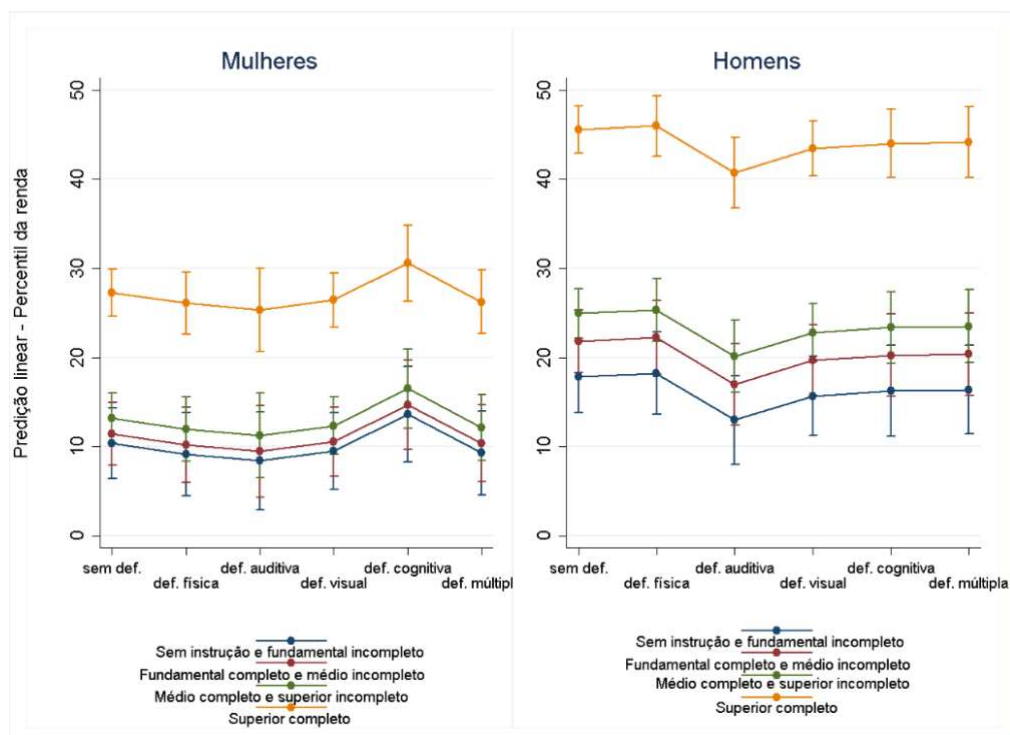 Mulheres
Homens
Predição linear - Percentil da renda
50
40
30
20
10
0
50
40
30
20
10
0
sem def.
def. física
def. auditiva
def. visual
def. cognitiva
def. múltipla
sem def.
def. física
def. auditiva
def. visual
def. cognitiva
def. múltipla
Sem instrução e fundamental incompleto
Fundamental completo e médio incompleto
Médio completo e superior incompleto
Superior completo
Sem instrução e fundamental incompleto
Fundamental completo e médio incompleto
Médio completo e superior incompleto
Superior completo